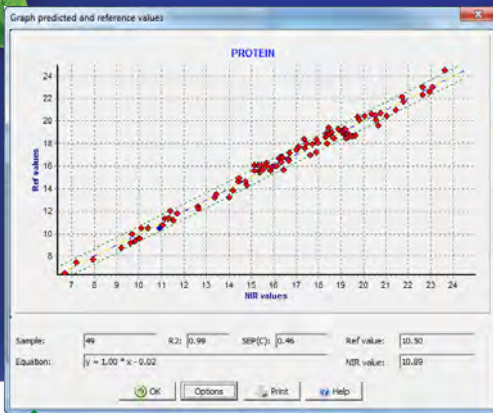 Graph predicted and reference values
PROTEIN
Ref values
24
22
20
18
16
14
12
10
8
7 8 9 10 11 12 13 14 15 16 17 18 19 20 21 22 23 24
NIR values
Sample: 49 R2: 0.99 SEP(C): 0.46 Ref value: 10.50
Equation: y = 1.00 * x - 0.02 NIR value: 10.89
OK Options Print Help